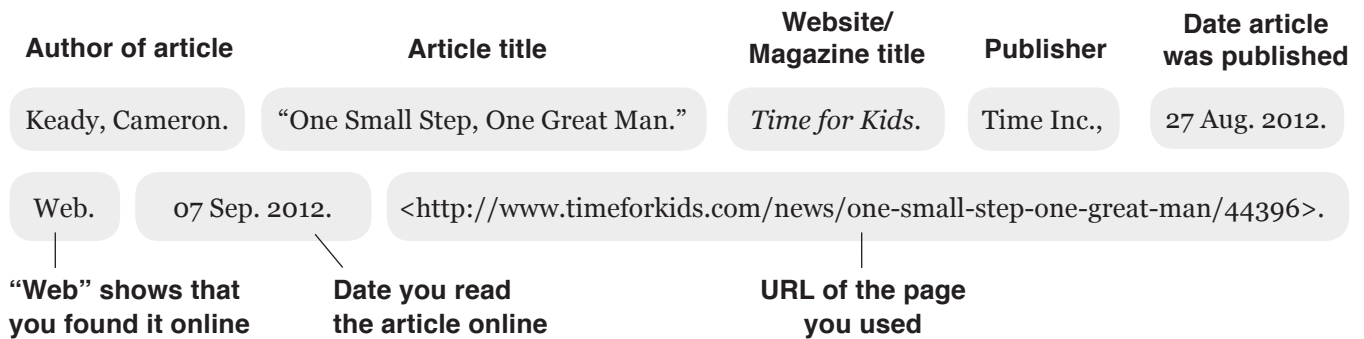 Author of article
Article title
Website/
Magazine title
Publisher
Date article
was published
Keady, Cameron.
“One Small Step, One Great Man.”
Time for Kids.
Time Inc.,
27 Aug. 2012.
Web.
07 Sep. 2012.
<http://www.timeforkids.com/news/one-small-step-one-great-man/44396>.
“Web” shows that
you found it online
Date you read
the article online
URL of the page
you used